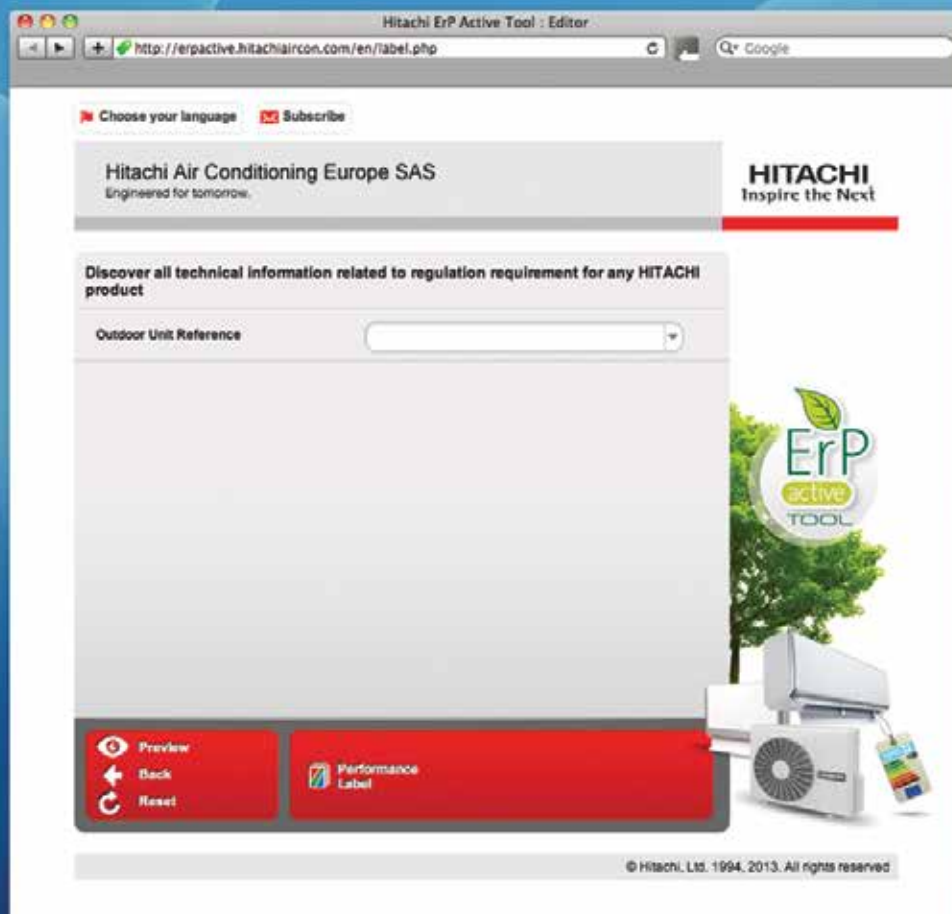 Hitachi ErP Active Tool : Editor
http://erpactive.hitachiaircon.com/en/label.php
Google
Choose your language
Subscribe
Hitachi Air Conditioning Europe SAS
Engineered for tomorrow.
HITACHI
Inspire the Next
Discover all technical information related to regulation requirement for any HITACHI
product
Outdoor Unit Reference
ErP
active
TOOL
Preview
Back
Reset
Performance
Label
© Hitachi, Ltd. 1994, 2013. All rights reserved